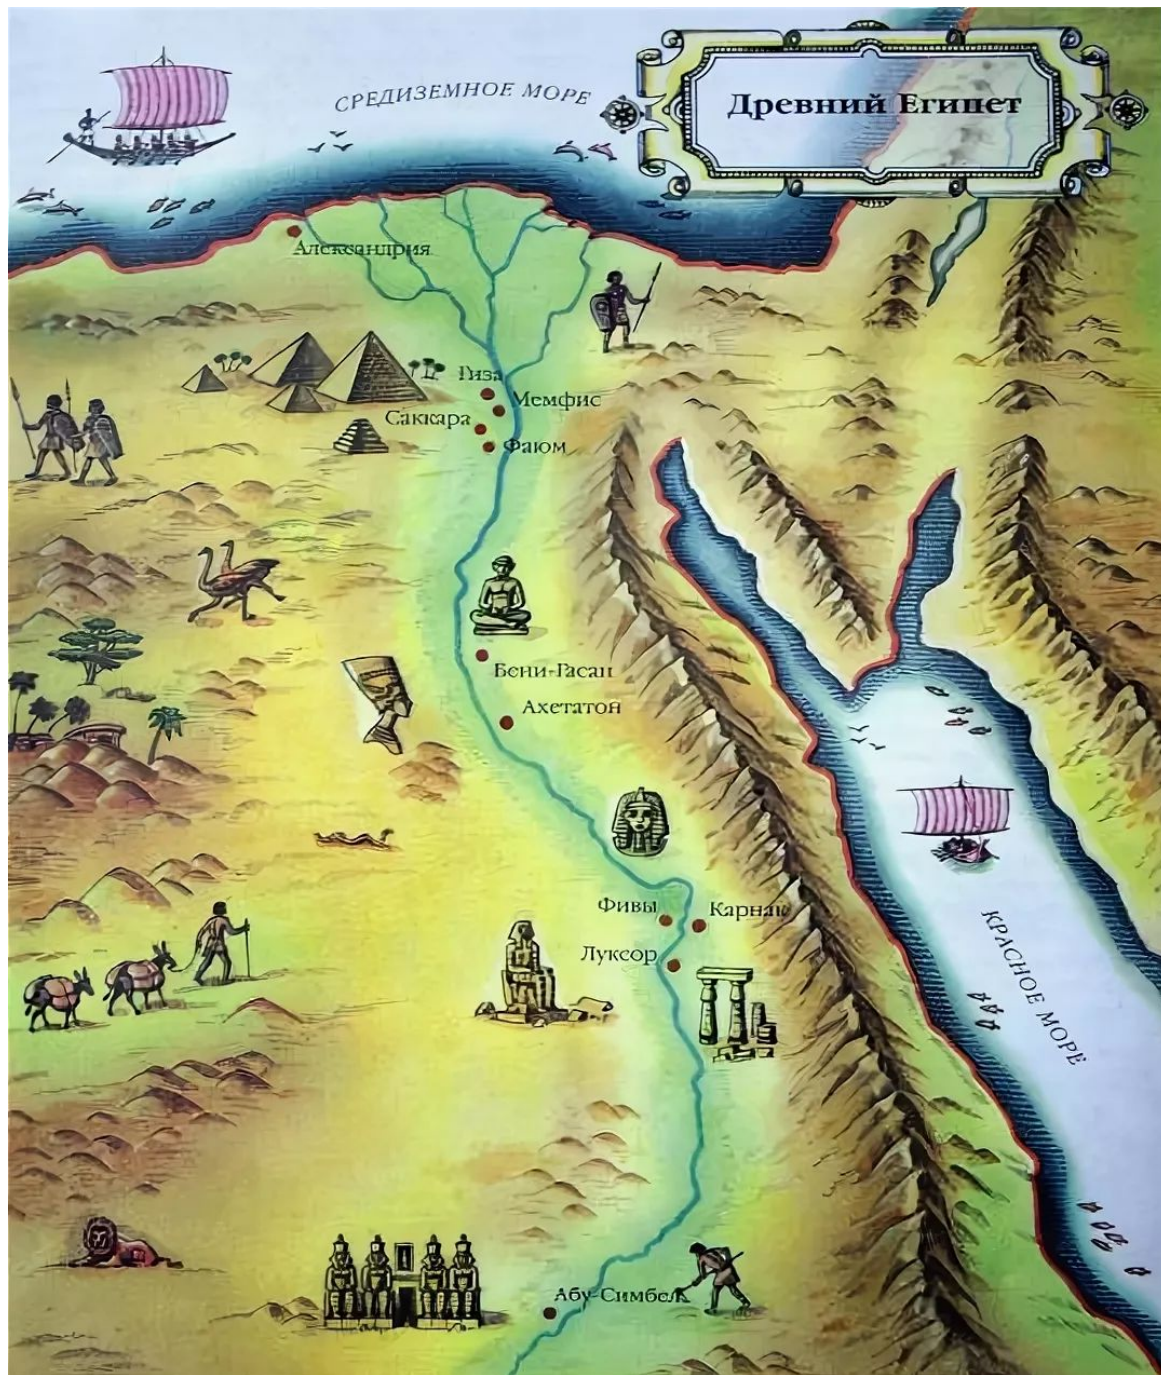 СРЕДИЗЕМНОЕ МОРЕ
Древний Египет
Александрия
Гиза
Мемфис
Саккара
Фаюм
Бени-Гасан
Ахетатон
Фивы
Карнак
Луксор
КРАСНОЕ МОРЕ
Абу-Симбел